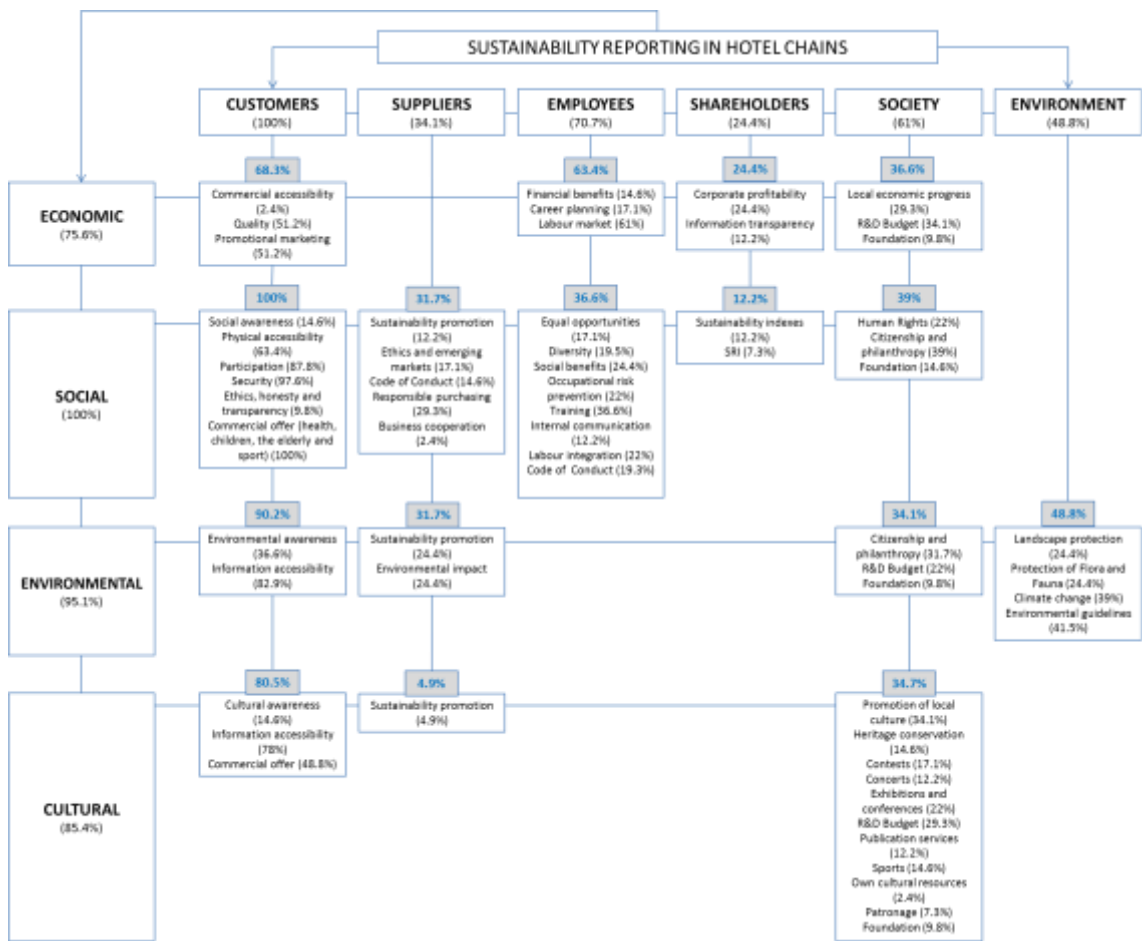 SUSTAINABILITY REPORTING IN HOTEL CHAINS
CUSTOMERS
(100%)
SUPPLIERS
(34.1%)
EMPLOYEES
(70.7%)
SHAREHOLDERS
(24.4%)
SOCIETY
(61%)
ENVIRONMENT
(48.8%)
ECONOMIC
(75.6%)
68.3%
Commercial accessibility
(2.4%)
Quality (51.2%)
Promotional marketing
(51.2%)
63.4%
Financial benefits (14.6%)
Career planning (17.1%)
Labour market (61%)
24.4%
Corporate profitability
(24.4%)
Information transparency
(12.2%)
36.6%
Local economic progress
(29.3%)
R&D Budget (34.1%)
Foundation (9.8%)
SOCIAL
(100%)
100%
Social awareness (14.6%)
Physical accessibility
(63.4%)
Participation (87.8%)
Security (97.6%)
Ethics, honesty and
transparency (9.8%)
Commercial offer (health,
children, the elderly and
sport) (100%)
31.7%
Sustainability promotion
(12.2%)
Ethics and emerging
markets (17.1%)
Code of Conduct (14.6%)
Responsible purchasing
(29.3%)
Business cooperation
(2.4%)
36.6%
Equal opportunities
(17.1%)
Diversity (19.5%)
Social benefits (24.4%)
Occupational risk
prevention (22%)
Training (36.6%)
Internal communication
(12.2%)
Labour integration (22%)
Code of Conduct (19.3%)
12.2%
Sustainability indexes
(12.2%)
SRI (7.3%)
39%
Human Rights (22%)
Citizenship and
philanthropy (39%)
Foundation (14.6%)
ENVIRONMENTAL
(95.1%)
90.2%
Environmental awareness
(36.6%)
Information accessibility
(82.9%)
31.7%
Sustainability promotion
(24.4%)
Environmental impact
(24.4%)
34.1%
Citizenship and
philanthropy (31.7%)
R&D Budget (22%)
Foundation (9.8%)
48.8%
Landscape protection
(24.4%)
Protection of Flora and
Fauna (24.4%)
Climate change (39%)
Environmental guidelines
(41.5%)
CULTURAL
(85.4%)
80.5%
Cultural awareness
(14.6%)
Information accessibility
(78%)
Commercial offer (48.8%)
4.9%
Sustainability promotion
(4.9%)
34.7%
Promotion of local
culture (34.1%)
Heritage conservation
(14.6%)
Contests (17.1%)
Concerts (12.2%)
Exhibitions and
conferences (22%)
R&D Budget (29.3%)
Publication services
(12.2%)
Sports (14.6%)
Own cultural resources
(2.4%)
Patronage (7.3%)
Foundation (9.8%)